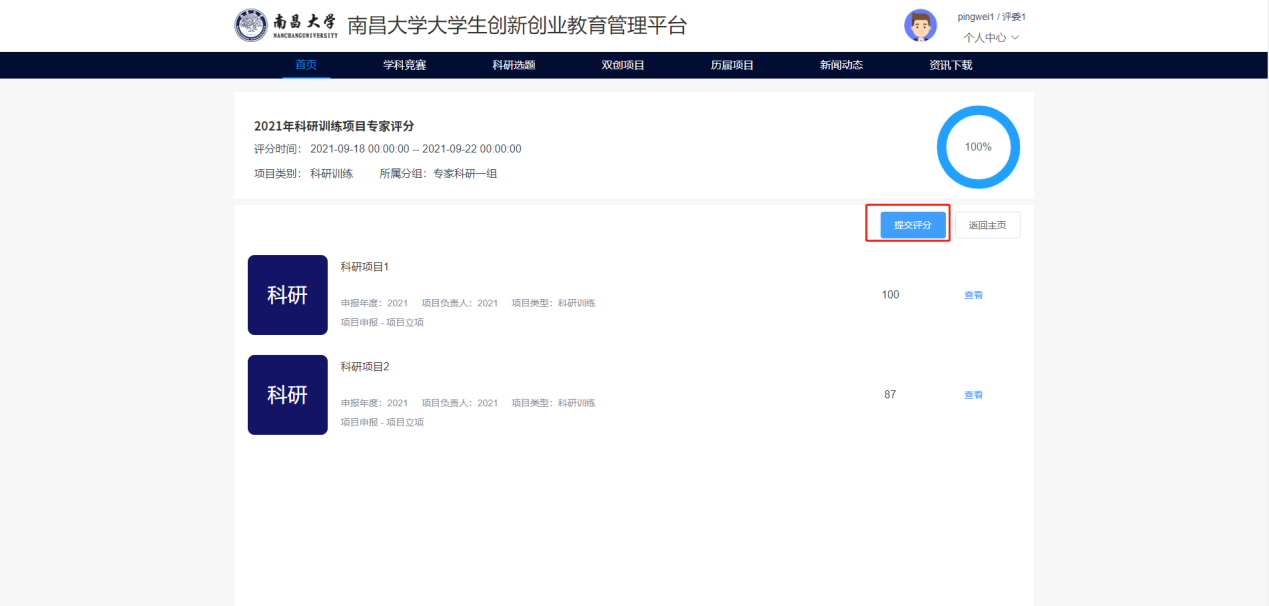 南昌大学
NANCHANGUNIVERSITY
南昌大学大学生创新创业教育管理平台
pingwei1 / 评委1
个人中心
首页 学科竞赛 科研选题 双创项目 历届项目 新闻动态 资讯下载
2021年科研训练项目专家评分
评分时间： 2021-09-18 00:00:00 -- 2021-09-22 00:00:00
项目类别： 科研训练 所属分组：专家科研一组
100%
提交评分 返回主页
科研
科研项目1
申报年度：2021 项目负责人：2021 项目类型：科研训练
项目申报 - 项目立项
100 查看
科研
科研项目2
申报年度：2021 项目负责人：2021 项目类型：科研训练
项目申报 - 项目立项
87 查看